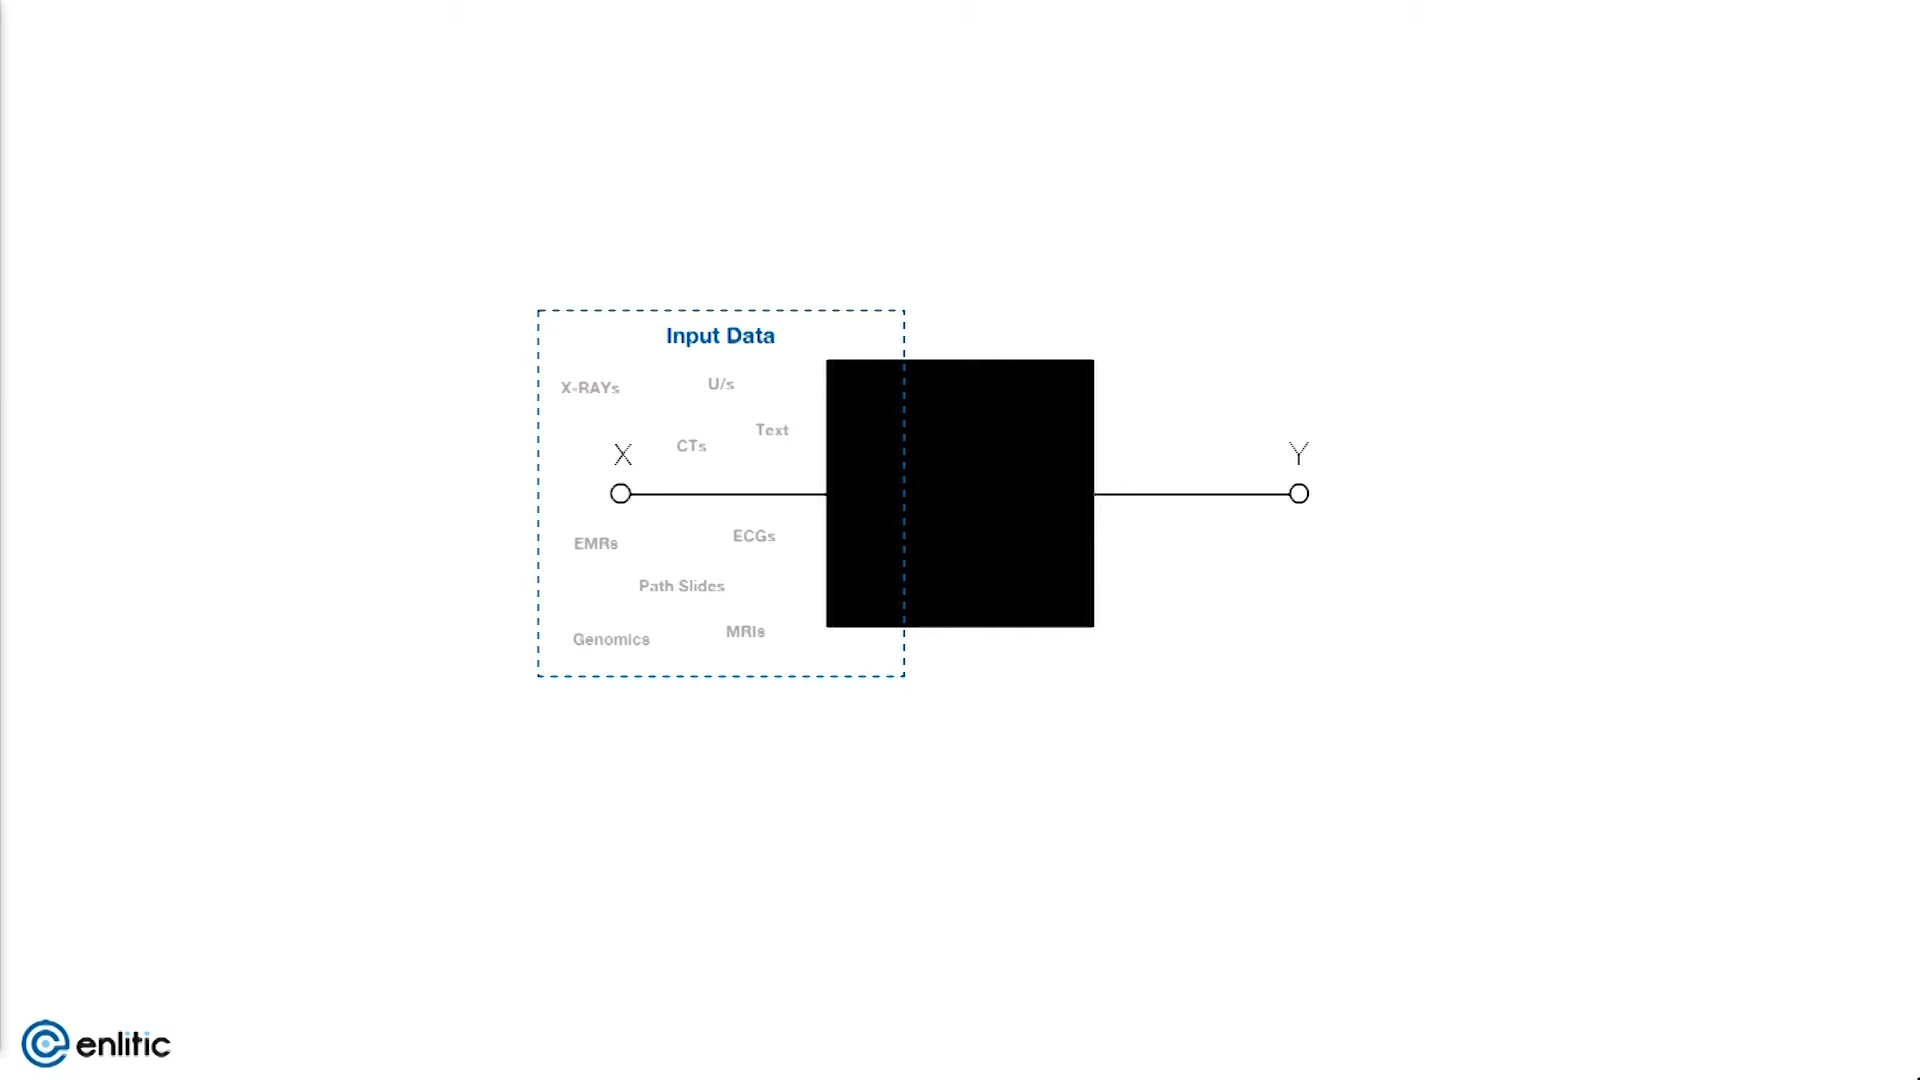 Input Data
X-RAYs
U/s
Text
CTs
X
Y
EMRs
ECGs
Path Slides
Genomics
MRIs
enlitic